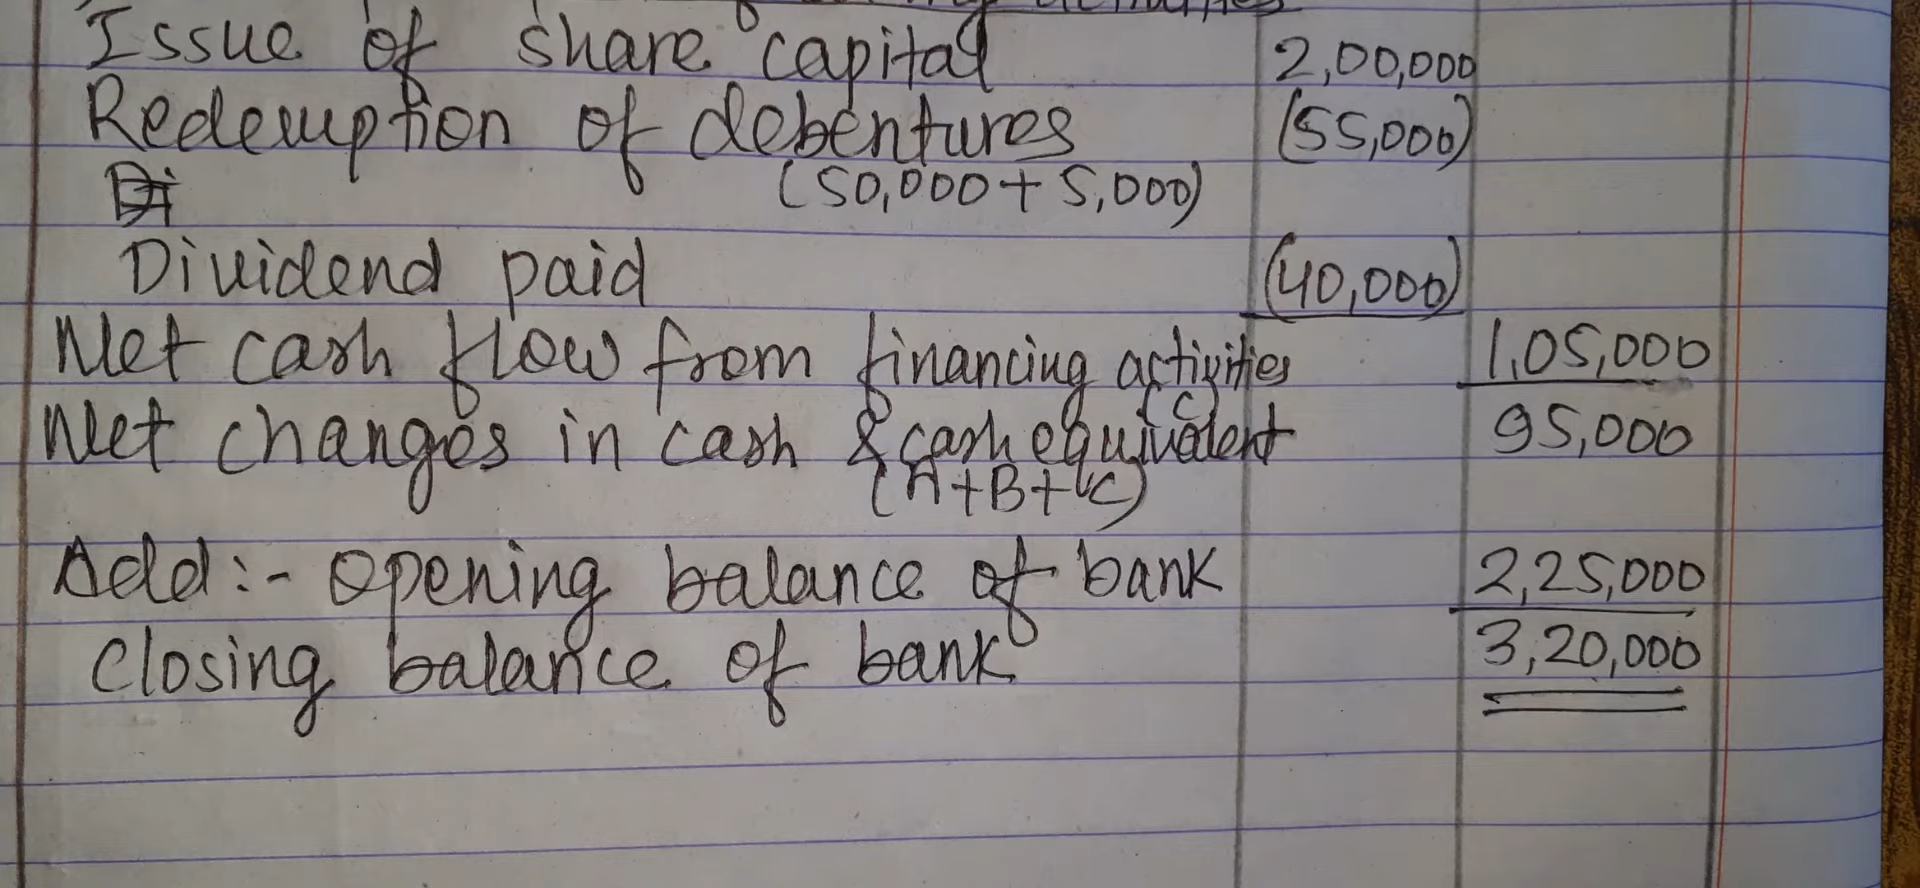 Issue of share capital 2,00,000
Redemption of debentures (55,000)
(50,000 + 5,000)
Dividend paid (40,000)
Net cash flow from financing activities 1,05,000
(C)
Net changes in cash & cash equivalent 95,000
(A+B+C)
Add:- Opening balance of bank 2,25,000
Closing balance of bank 3,20,000